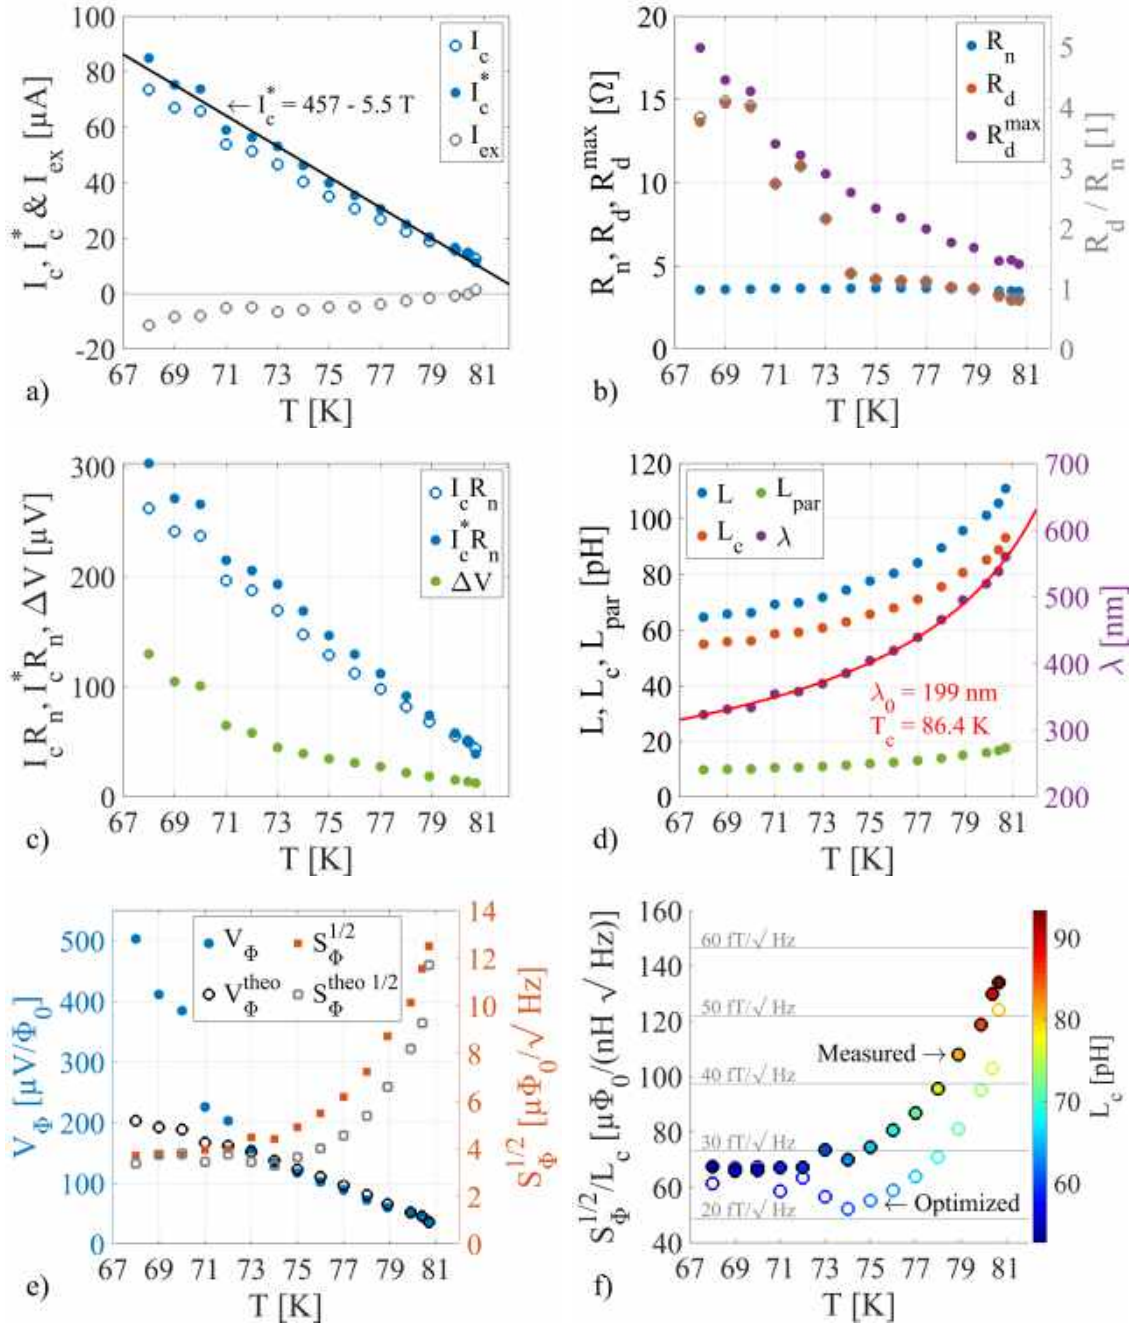 100
80
60
40
20
0
-20
I_c, I_c^* & I_ex [µA]
I_c
I_c^*
I_ex
← I_c^* = 457 - 5.5 T
67 69 71 73 75 77 79 81
T [K]
a)
20
15
10
5
0
R_n, R_d, R_d^max [Ω]
R_n
R_d
R_d^max
5
4
3
2
1
0
R_d / R_n [1]
67 69 71 73 75 77 79 81
T [K]
b)
300
200
100
0
I_c R_n, I_c^* R_n, ΔV [µV]
I_c R_n
I_c^* R_n
ΔV
67 69 71 73 75 77 79 81
T [K]
c)
120
100
80
60
40
20
0
L, L_c, L_par [pH]
L L_par
L_c λ
λ_0 = 199 nm
T_c = 86.4 K
700
600
500
400
300
200
λ [nm]
67 69 71 73 75 77 79 81
T [K]
d)
500
400
300
200
100
0
V_Φ [µV/Φ_0]
V_Φ S_Φ^1/2
V_Φ^theo S_Φ^theo 1/2
14
12
10
8
6
4
2
0
S_Φ^1/2 [µΦ_0/√Hz]
67 69 71 73 75 77 79 81
T [K]
e)
160
140
120
100
80
60
40
S_Φ^1/2/L_c [µΦ_0/(nH √Hz)]
60 fT/√Hz
50 fT/√Hz
40 fT/√Hz
30 fT/√Hz
20 fT/√Hz
Measured →
← Optimized
90
80
70
60
L_c [pH]
67 69 71 73 75 77 79 81
T [K]
f)